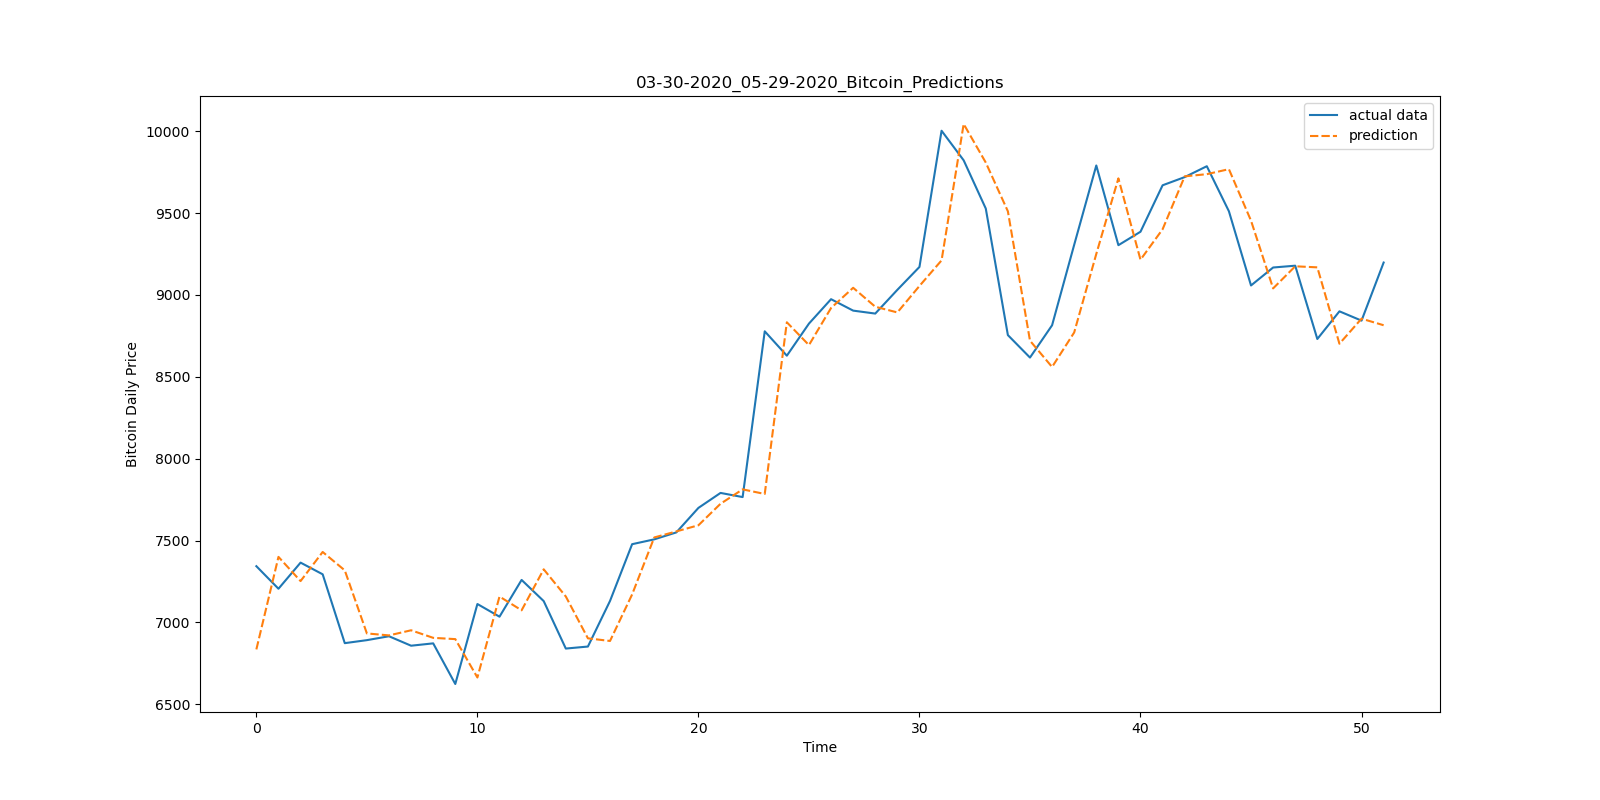 03-30-2020_05-29-2020_Bitcoin_Predictions
actual data
prediction
10000
9500
9000
8500
8000
7500
7000
6500
Bitcoin Daily Price
0 10 20 30 40 50
Time